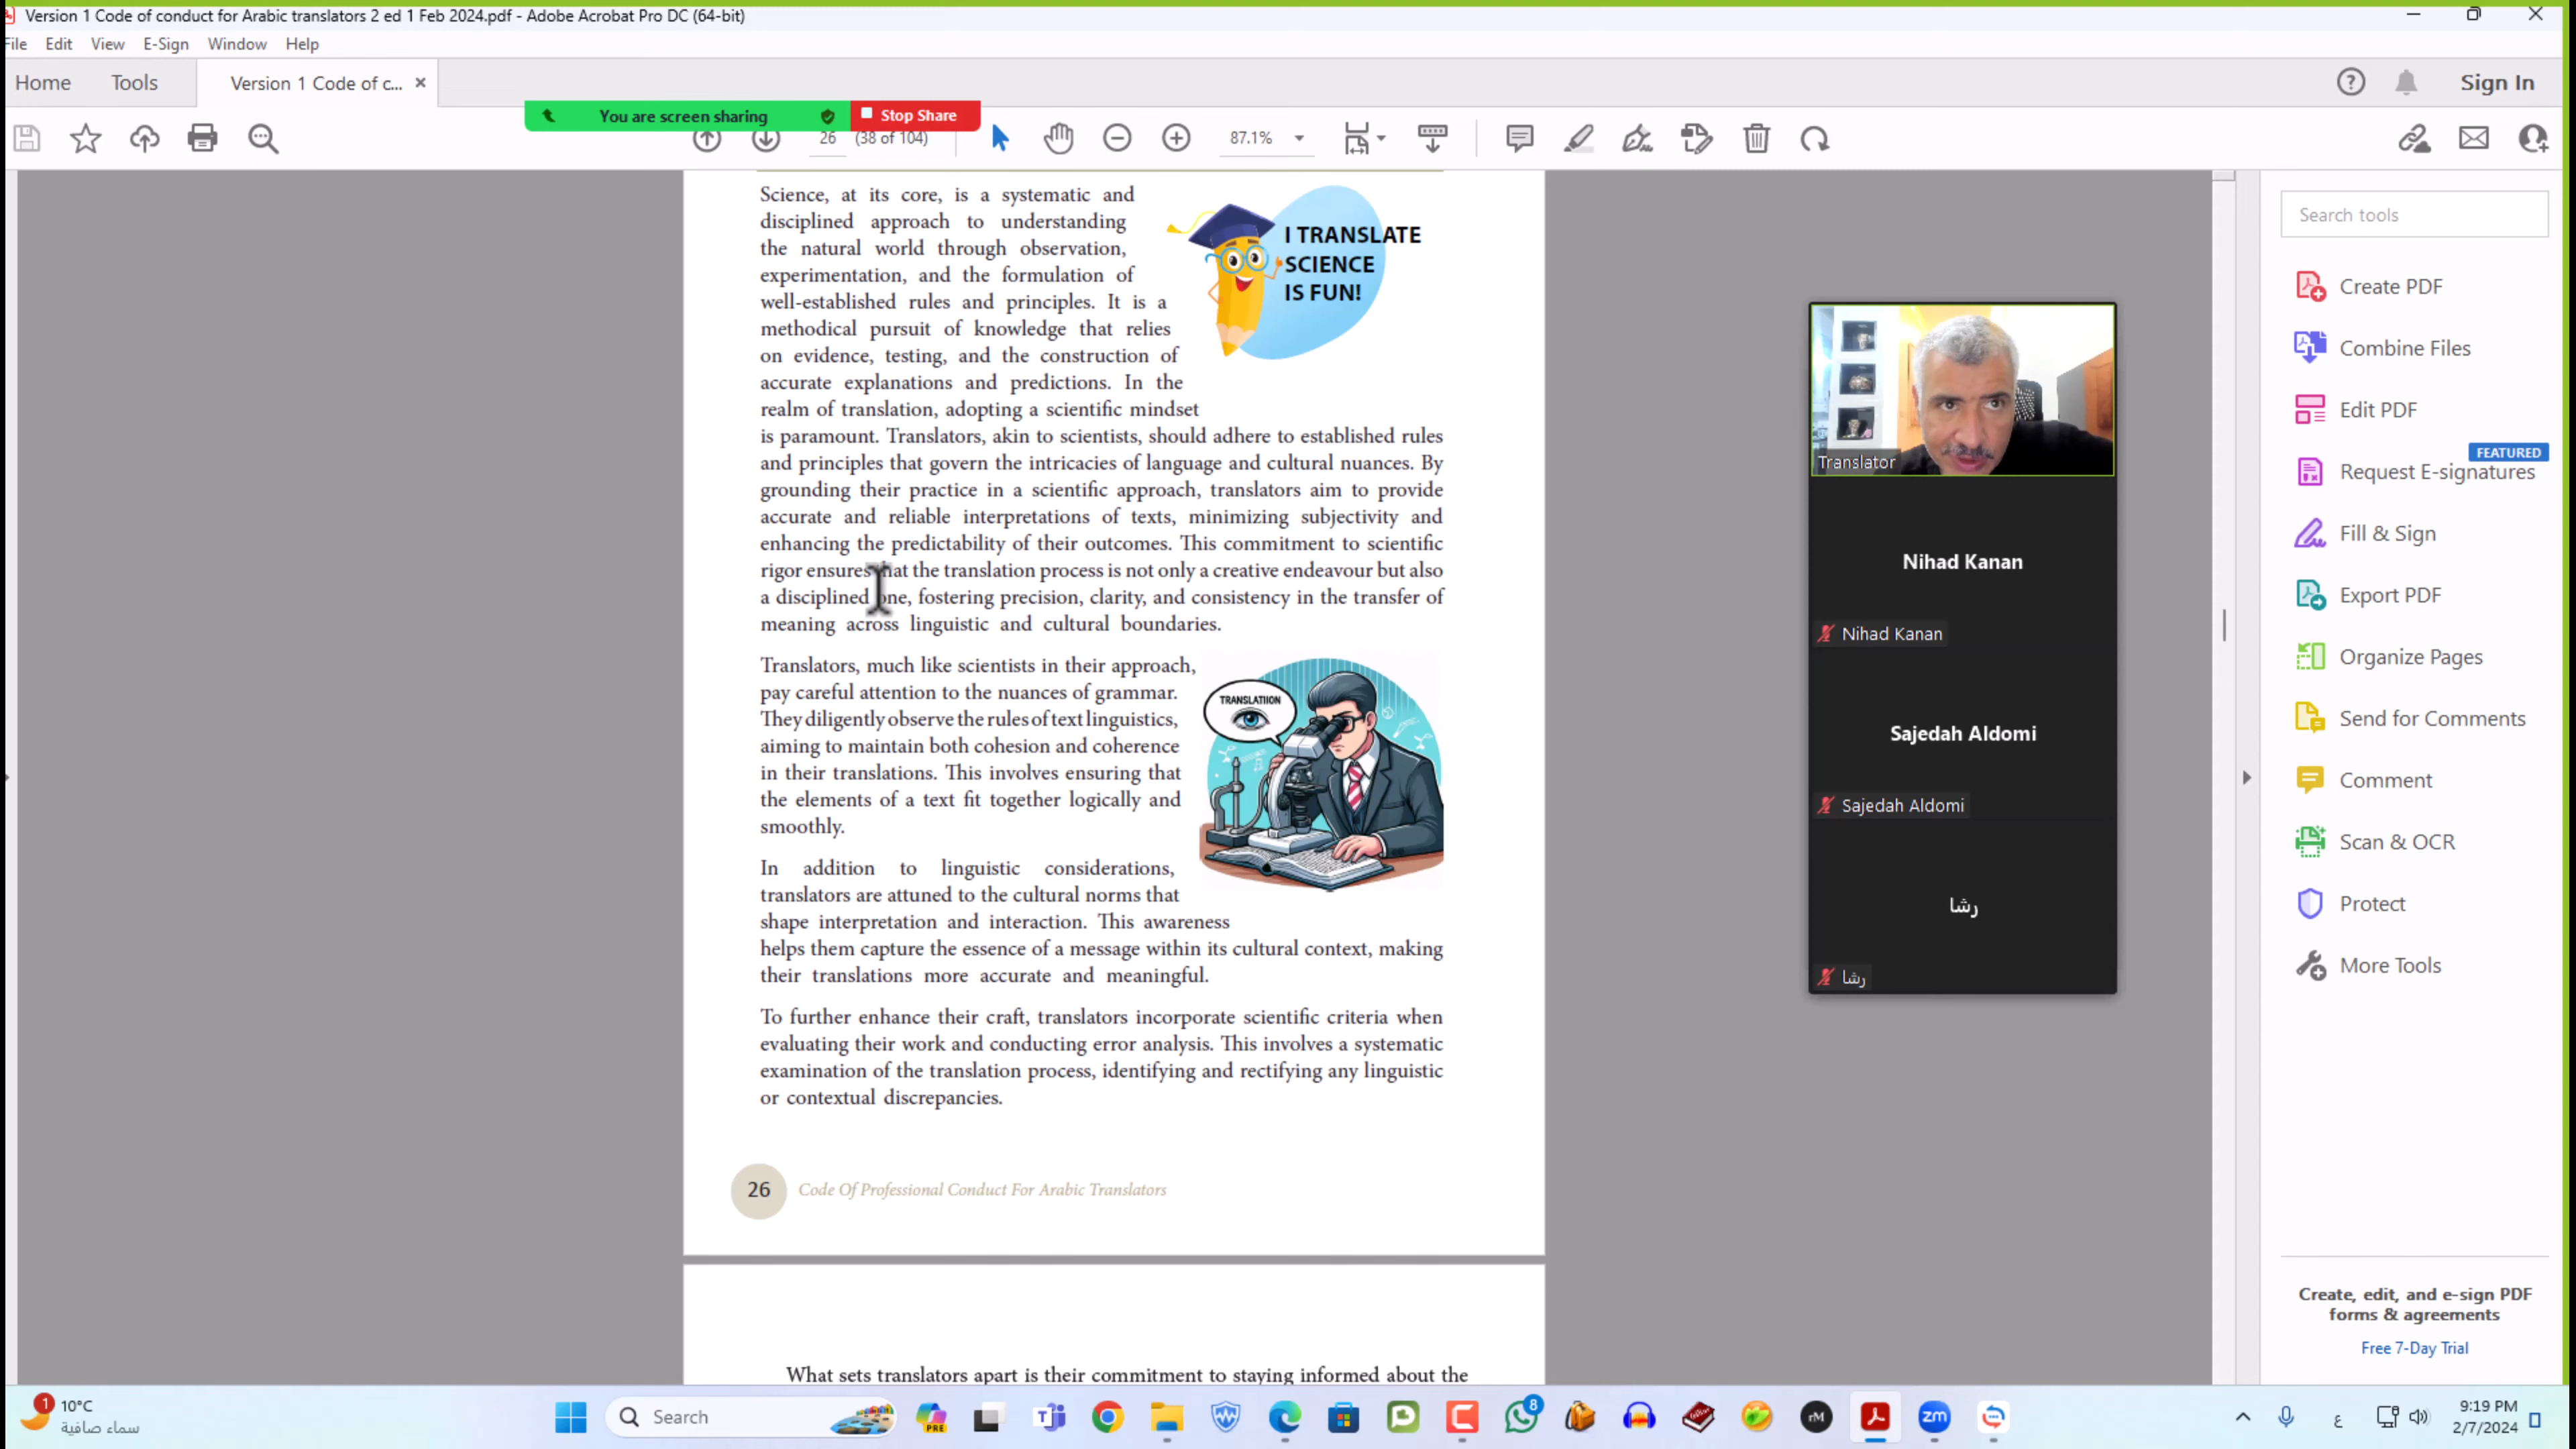 Version 1 Code of conduct for Arabic translators 2 ed 1 Feb 2024.pdf - Adobe Acrobat Pro DC (64-bit)
File Edit View E-Sign Window Help
Home Tools Version 1 Code of c... Sign In
You are screen sharing Stop Share
26 (38 of 104) 87.1%
Science, at its core, is a systematic and
disciplined approach to understanding
the natural world through observation,
experimentation, and the formulation of
well-established rules and principles. It is a
methodical pursuit of knowledge that relies
on evidence, testing, and the construction of
accurate explanations and predictions. In the
realm of translation, adopting a scientific mindset
is paramount. Translators, akin to scientists, should adhere to established rules
and principles that govern the intricacies of language and cultural nuances. By
grounding their practice in a scientific approach, translators aim to provide
accurate and reliable interpretations of texts, minimizing subjectivity and
enhancing the predictability of their outcomes. This commitment to scientific
rigor ensures that the translation process is not only a creative endeavour but also
a disciplined one, fostering precision, clarity, and consistency in the transfer of
meaning across linguistic and cultural boundaries.
I TRANSLATE
SCIENCE
IS FUN!
Translators, much like scientists in their approach,
pay careful attention to the nuances of grammar.
They diligently observe the rules of text linguistics,
aiming to maintain both cohesion and coherence
in their translations. This involves ensuring that
the elements of a text fit together logically and
smoothly.
TRANSLATIION
In addition to linguistic considerations,
translators are attuned to the cultural norms that
shape interpretation and interaction. This awareness
helps them capture the essence of a message within its cultural context, making
their translations more accurate and meaningful.
To further enhance their craft, translators incorporate scientific criteria when
evaluating their work and conducting error analysis. This involves a systematic
examination of the translation process, identifying and rectifying any linguistic
or contextual discrepancies.
26 Code Of Professional Conduct For Arabic Translators
What sets translators apart is their commitment to staying informed about the
Translator
Nihad Kanan
Nihad Kanan
Sajedah Aldomi
Sajedah Aldomi
رشا
رشا
Search tools
Create PDF
Combine Files
Edit PDF
FEATURED
Request E-signatures
Fill & Sign
Export PDF
Organize Pages
Send for Comments
Comment
Scan & OCR
Protect
More Tools
Create, edit, and e-sign PDF
forms & agreements
Free 7-Day Trial
1
10°C
سماء صافية
Search
PRE
8
rM
zm
ع
9:19 PM
2/7/2024